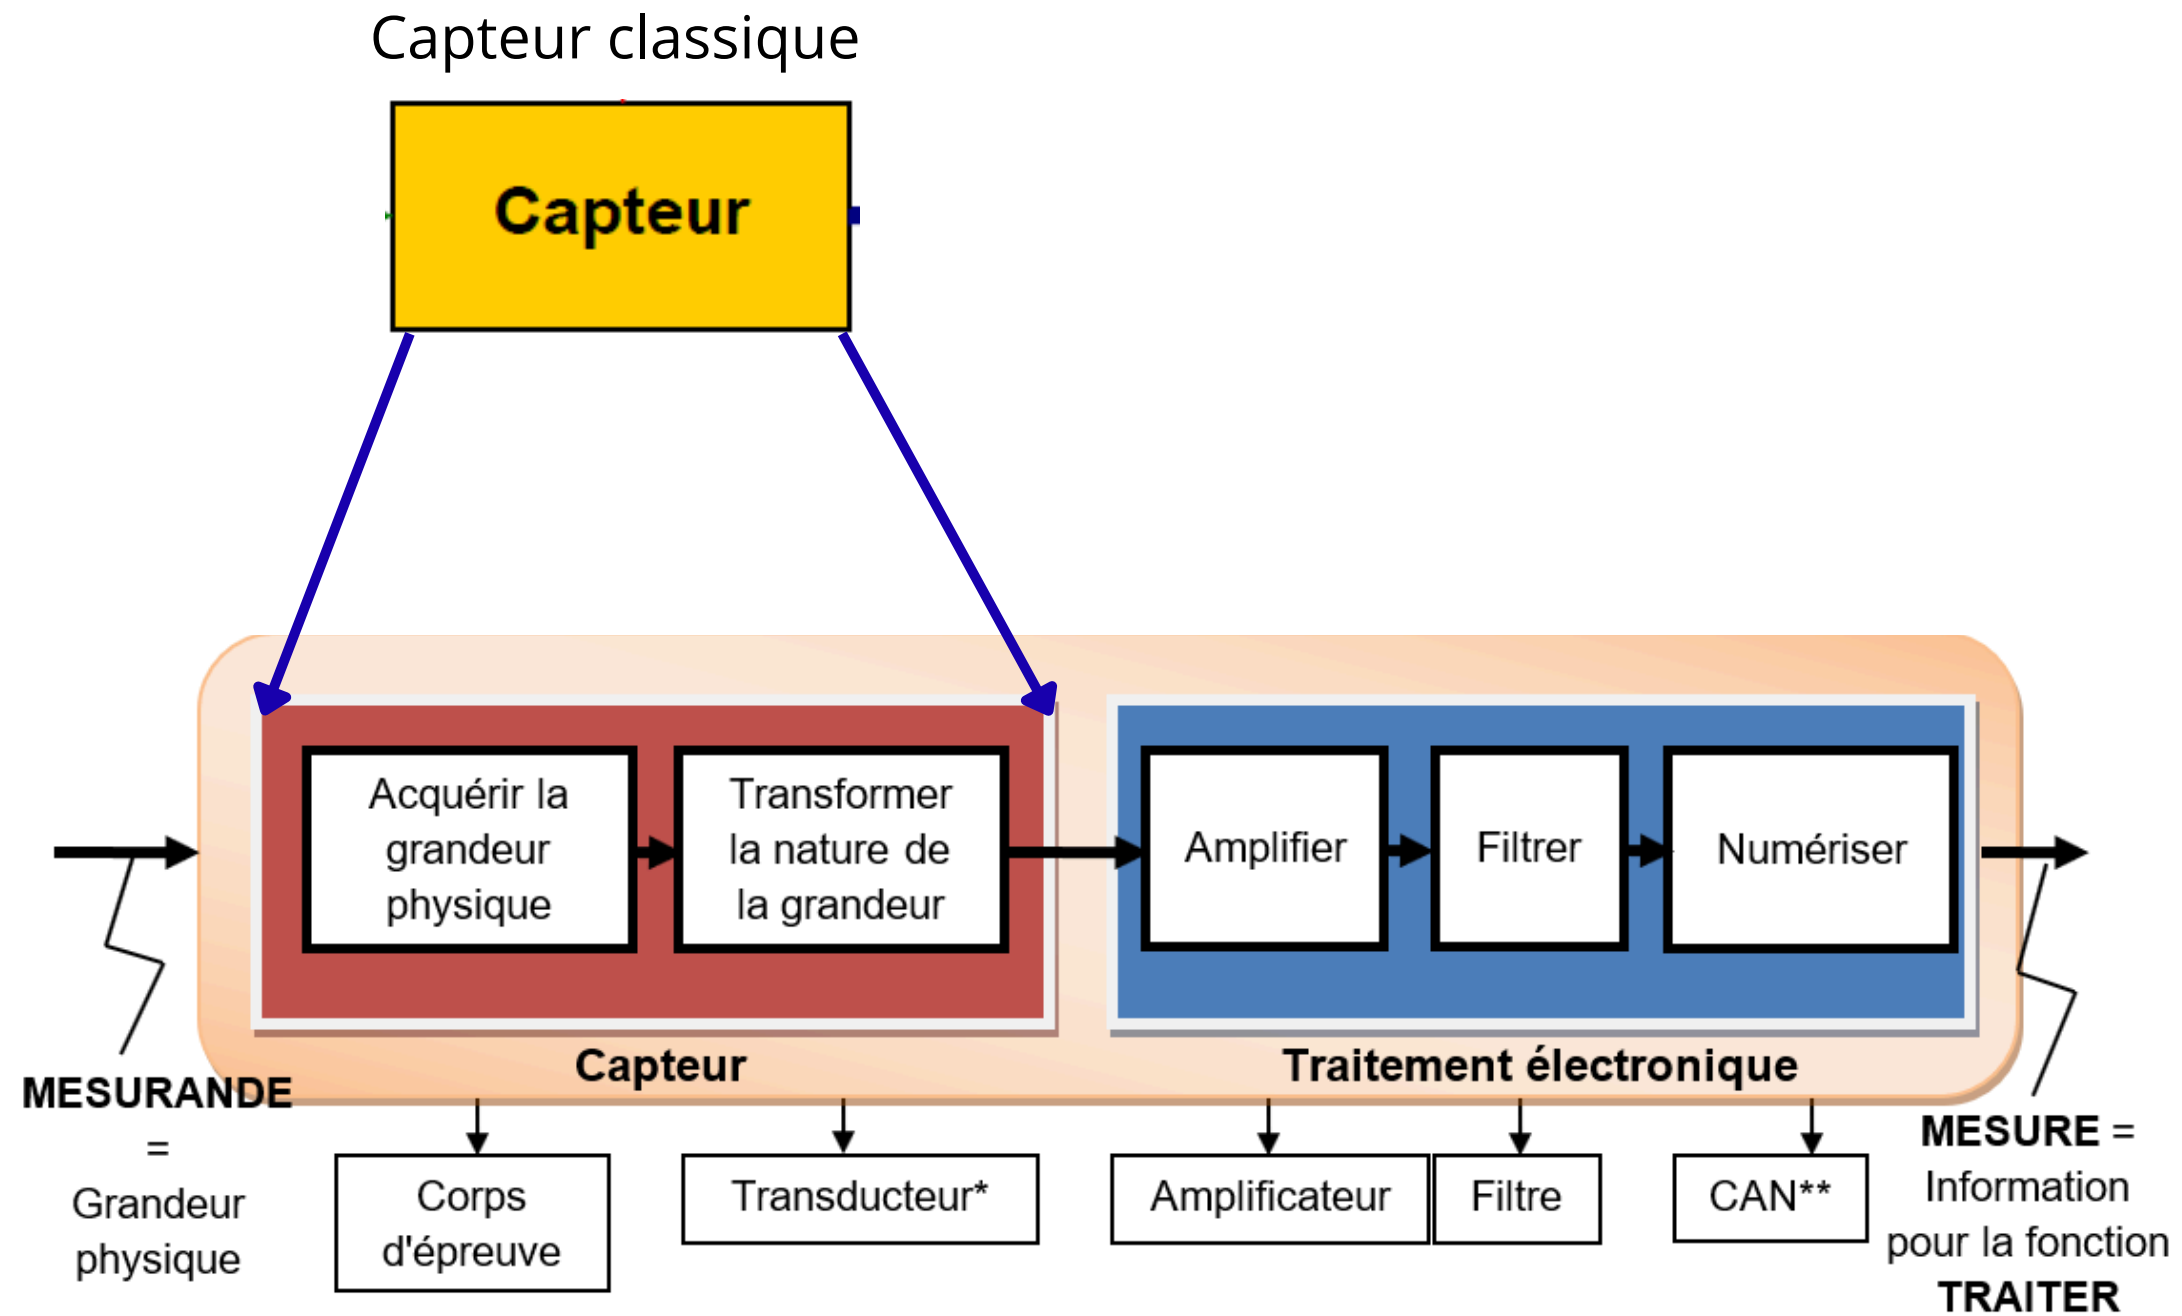 Capteur classique
Capteur
Acquérir la
grandeur
physique
Transformer
la nature de
la grandeur
Amplifier
Filtrer
Numériser
Capteur
Traitement électronique
MESURANDE
=
Grandeur
physique
Corps
d'épreuve
Transducteur*
Amplificateur
Filtre
CAN**
MESURE =
Information
pour la fonction
TRAITER